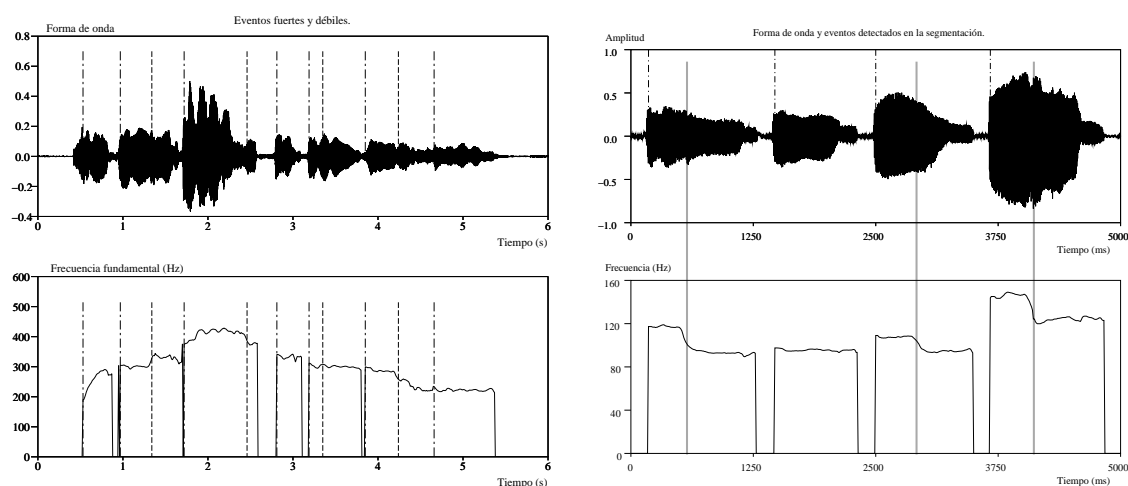 Eventos fuertes y débiles.
Forma de onda
0.8
0.6
0.4
0.2
0.0
−0.2
−0.4
0 1 2 3 4 5 6
Tiempo (s)
Frecuencia fundamental (Hz)
600
500
400
300
200
100
0
0 1 2 3 4 5 6
Tiempo (s)
Forma de onda y eventos detectados en la segmentación.
Amplitud
1.0
0.5
0.0
−0.5
−1.0
0 1250 2500 3750 5000
Tiempo (ms)
Frecuencia (Hz)
160
120
80
40
0
0 1250 2500 3750 5000
Tiempo (ms)